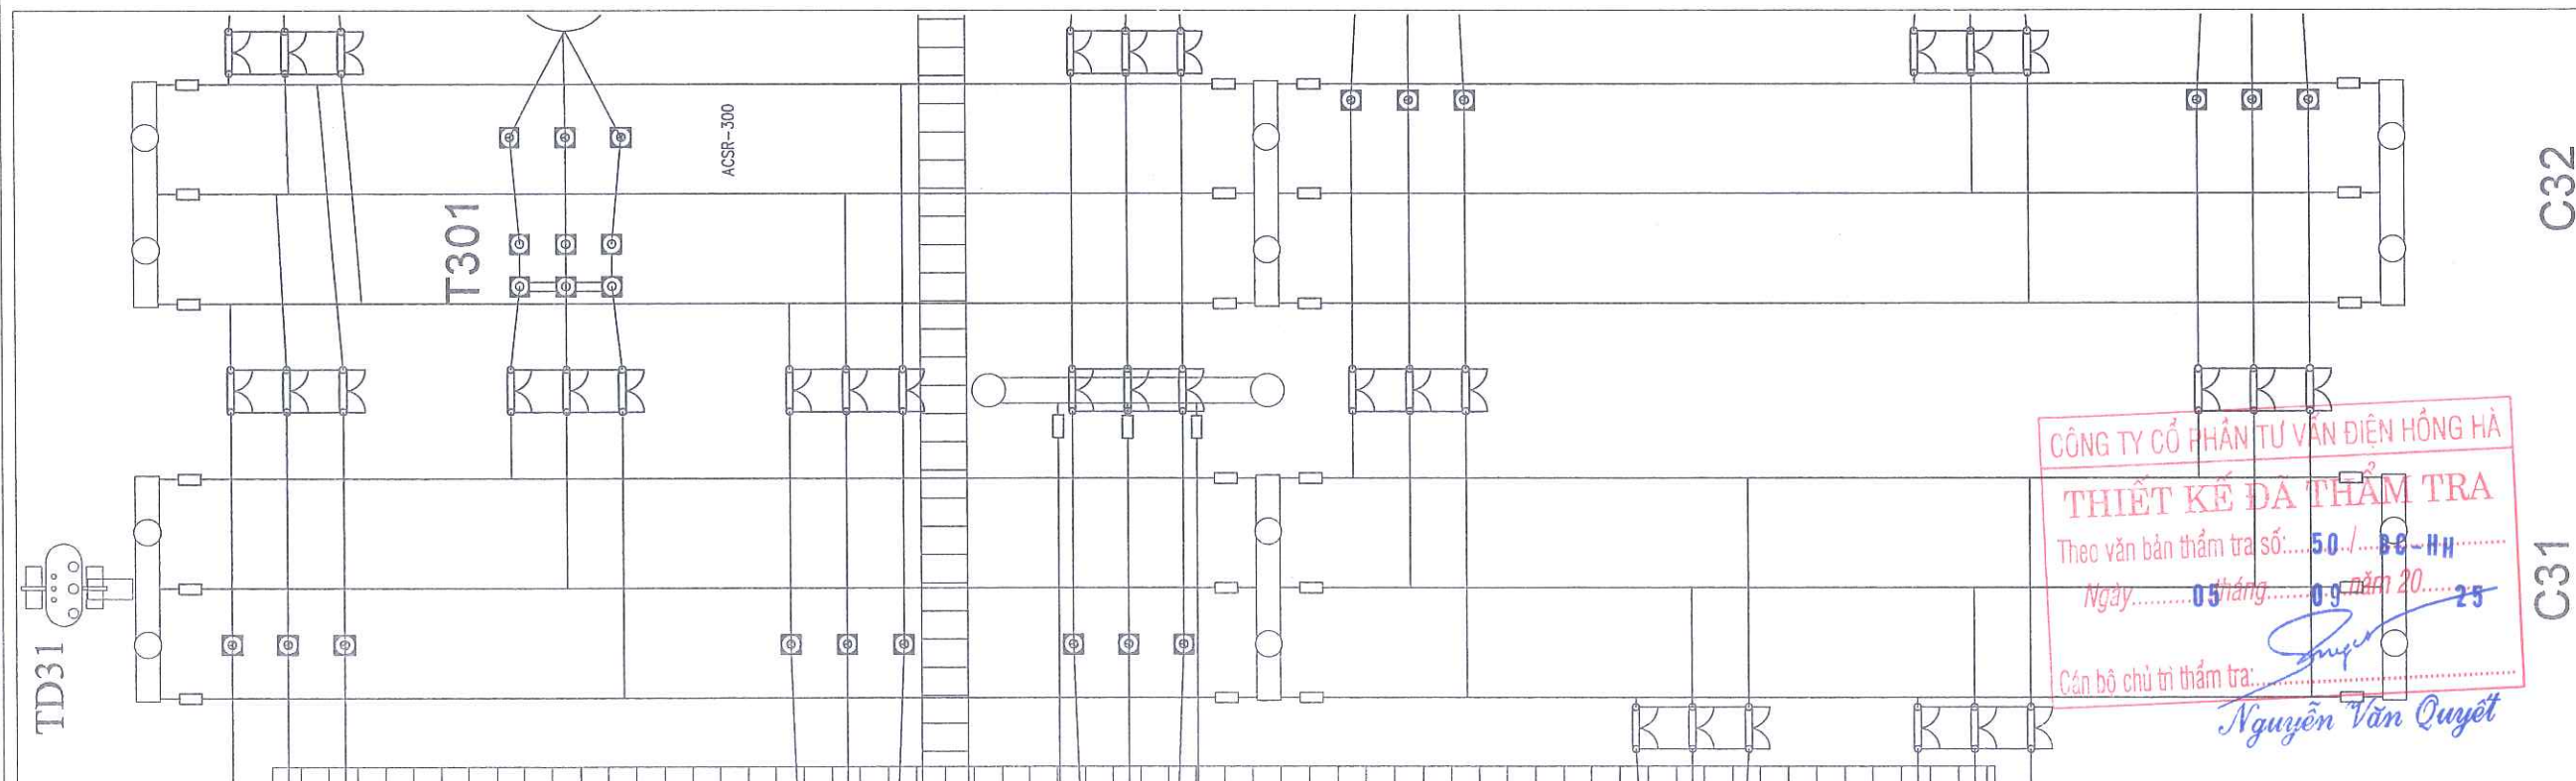 ACSR-300
T301
C32
TD31
C31
CÔNG TY CỔ PHẦN TƯ VẤN ĐIỆN HỒNG HÀ
THIẾT KẾ ĐÃ THẨM TRA
Theo văn bản thẩm tra số:....50./....BC-HH............
Ngày.........05tháng........09.năm 20........25
Cán bộ chủ trì thẩm tra:........................................
Nguyễn Văn Quyết